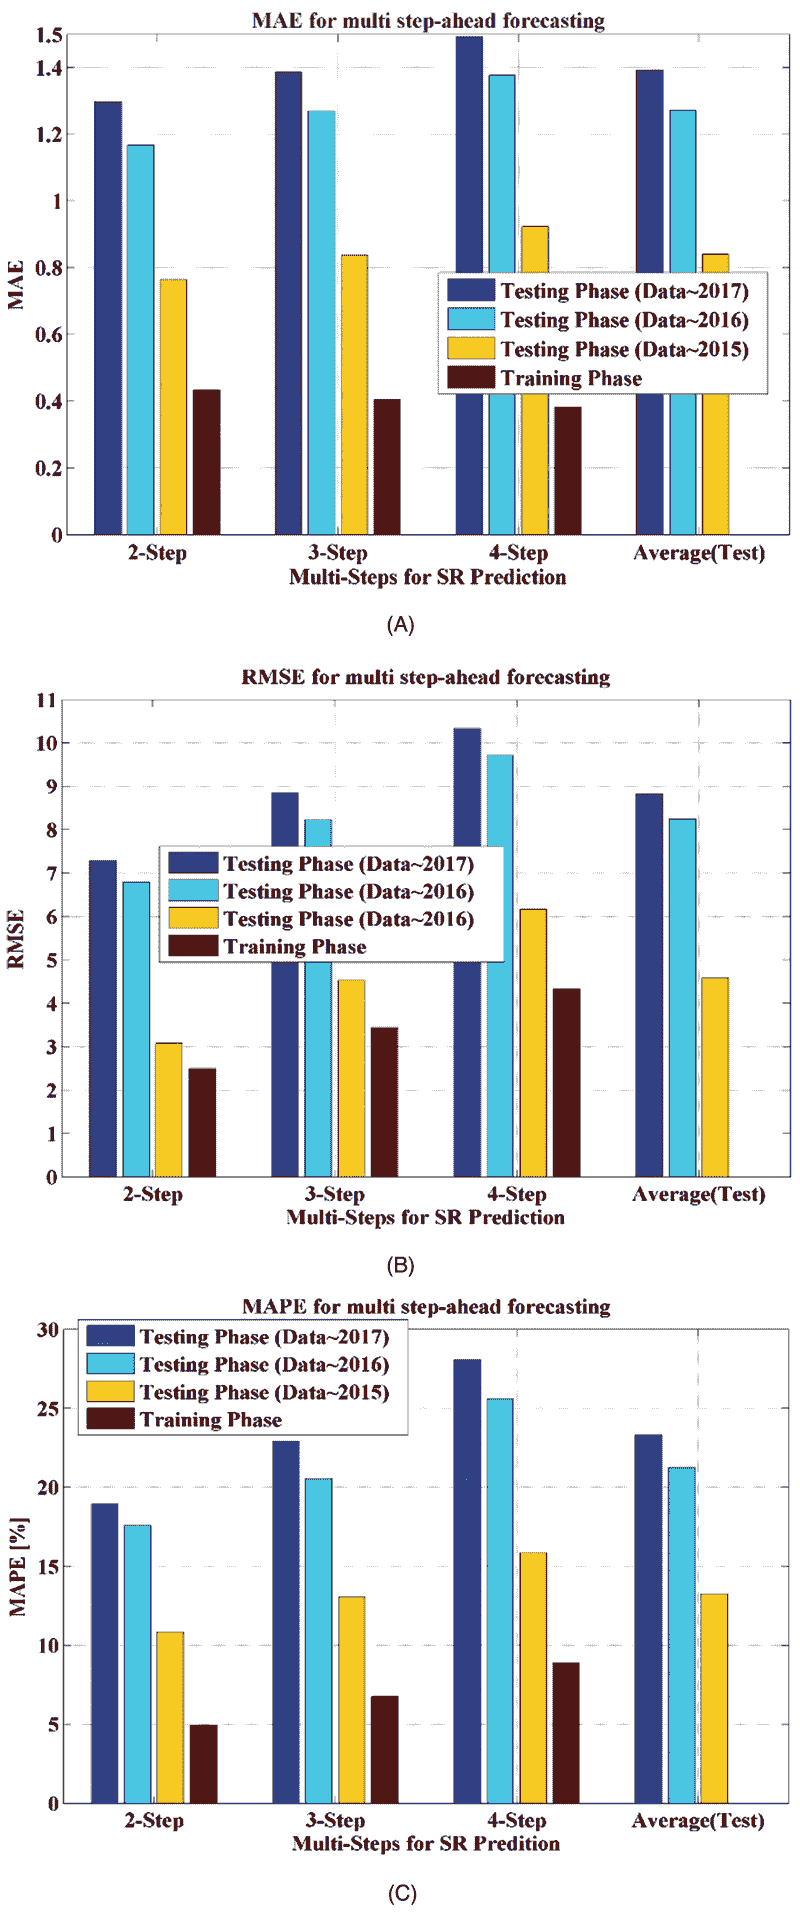 MAE for multi step-ahead forecasting
1.5
1.4
1.2
1
0.8
0.6
0.4
0.2
0
MAE
Testing Phase (Data~2017)
Testing Phase (Data~2016)
Testing Phase (Data~2015)
Training Phase
2-Step 3-Step 4-Step Average(Test)
Multi-Steps for SR Prediction
(A)
RMSE for multi step-ahead forecasting
11
10
9
8
7
6
5
4
3
2
1
0
RMSE
Testing Phase (Data~2017)
Testing Phase (Data~2016)
Testing Phase (Data~2016)
Training Phase
2-Step 3-Step 4-Step Average(Test)
Multi-Steps for SR Prediction
(B)
MAPE for multi step-ahead forecasting
30
25
20
15
10
5
0
MAPE [%]
Testing Phase (Data~2017)
Testing Phase (Data~2016)
Testing Phase (Data~2015)
Training Phase
2-Step 3-Step 4-Step Average(Test)
Multi-Steps for SR Predition
(C)